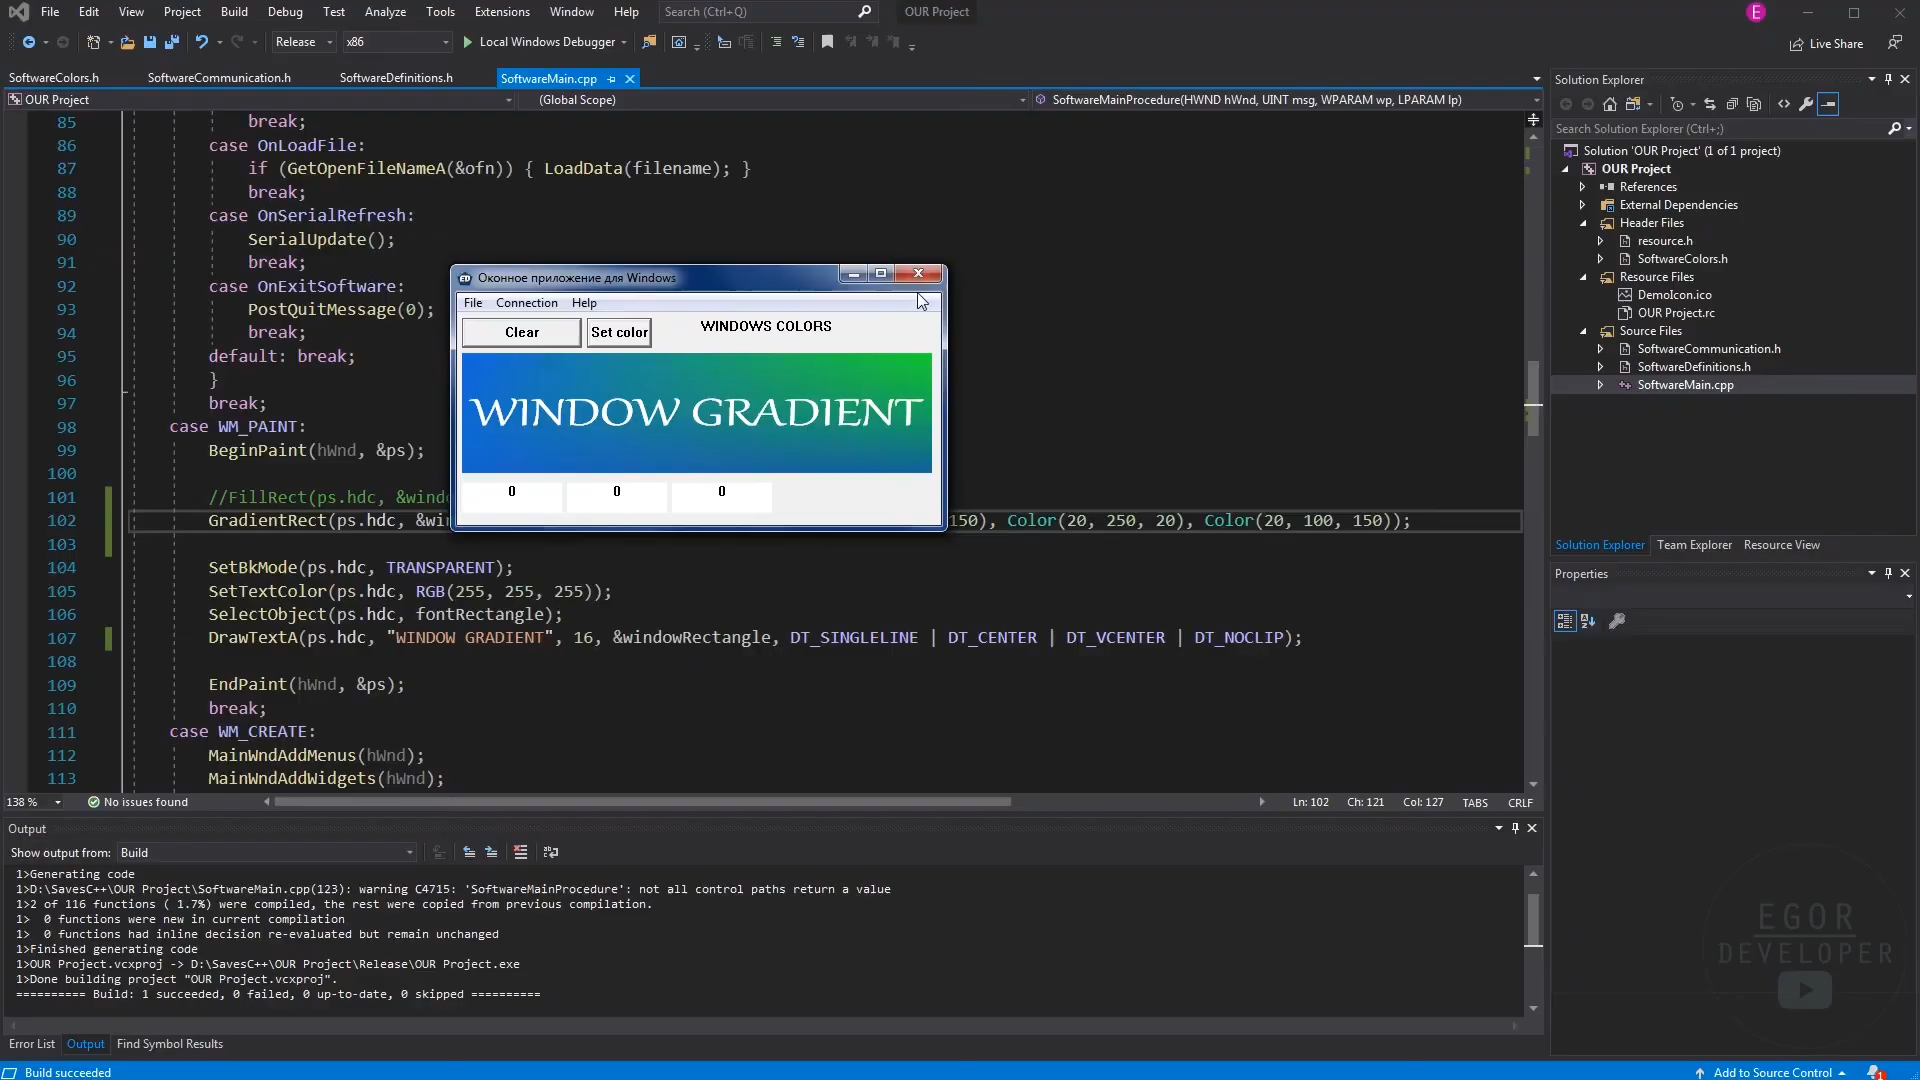 File Edit View Project Build Debug Test Analyze Tools Extensions Window Help Search (Ctrl+Q) OUR Project E
Release x86 Local Windows Debugger Live Share
SoftwareColors.h SoftwareCommunication.h SoftwareDefinitions.h SoftwareMain.cpp
OUR Project (Global Scope) SoftwareMainProcedure(HWND hWnd, UINT msg, WPARAM wp, LPARAM lp)
85 break;
86 case OnLoadFile:
87 if (GetOpenFileNameA(&ofn)) { LoadData(filename); }
88 break;
89 case OnSerialRefresh:
90 SerialUpdate();
91 break;
92 case OnExitSoftware:
93 PostQuitMessage(0);
94 break;
95 default: break;
96 }
97 break;
98 case WM_PAINT:
99 BeginPaint(hWnd, &ps);
100
101 //FillRect(ps.hdc, &wind
102 GradientRect(ps.hdc, &wi 150), Color(20, 250, 20), Color(20, 100, 150));
103
104 SetBkMode(ps.hdc, TRANSPARENT);
105 SetTextColor(ps.hdc, RGB(255, 255, 255));
106 SelectObject(ps.hdc, fontRectangle);
107 DrawTextA(ps.hdc, "WINDOW GRADIENT", 16, &windowRectangle, DT_SINGLELINE | DT_CENTER | DT_VCENTER | DT_NOCLIP);
108
109 EndPaint(hWnd, &ps);
110 break;
111 case WM_CREATE:
112 MainWndAddMenus(hWnd);
113 MainWndAddWidgets(hWnd);
Оконное приложение для Windows
File Connection Help
Clear Set color WINDOWS COLORS
WINDOW GRADIENT
0 0 0
138 % No issues found Ln: 102 Ch: 121 Col: 127 TABS CRLF
Output
Show output from: Build
1>Generating code
1>D:\SavesC++\OUR Project\SoftwareMain.cpp(123): warning C4715: 'SoftwareMainProcedure': not all control paths return a value
1>2 of 116 functions ( 1.7%) were compiled, the rest were copied from previous compilation.
1> 0 functions were new in current compilation
1> 0 functions had inline decision re-evaluated but remain unchanged
1>Finished generating code
1>OUR Project.vcxproj -> D:\SavesC++\OUR Project\Release\OUR Project.exe
1>Done building project "OUR Project.vcxproj".
========== Build: 1 succeeded, 0 failed, 0 up-to-date, 0 skipped ==========
Error List Output Find Symbol Results
Solution Explorer
Search Solution Explorer (Ctrl+;)
Solution 'OUR Project' (1 of 1 project)
OUR Project
References
External Dependencies
Header Files
resource.h
SoftwareColors.h
Resource Files
DemoIcon.ico
OUR Project.rc
Source Files
SoftwareCommunication.h
SoftwareDefinitions.h
SoftwareMain.cpp
Solution Explorer Team Explorer Resource View
Properties
EGOR
DEVELOPER
Build succeeded Add to Source Control 1